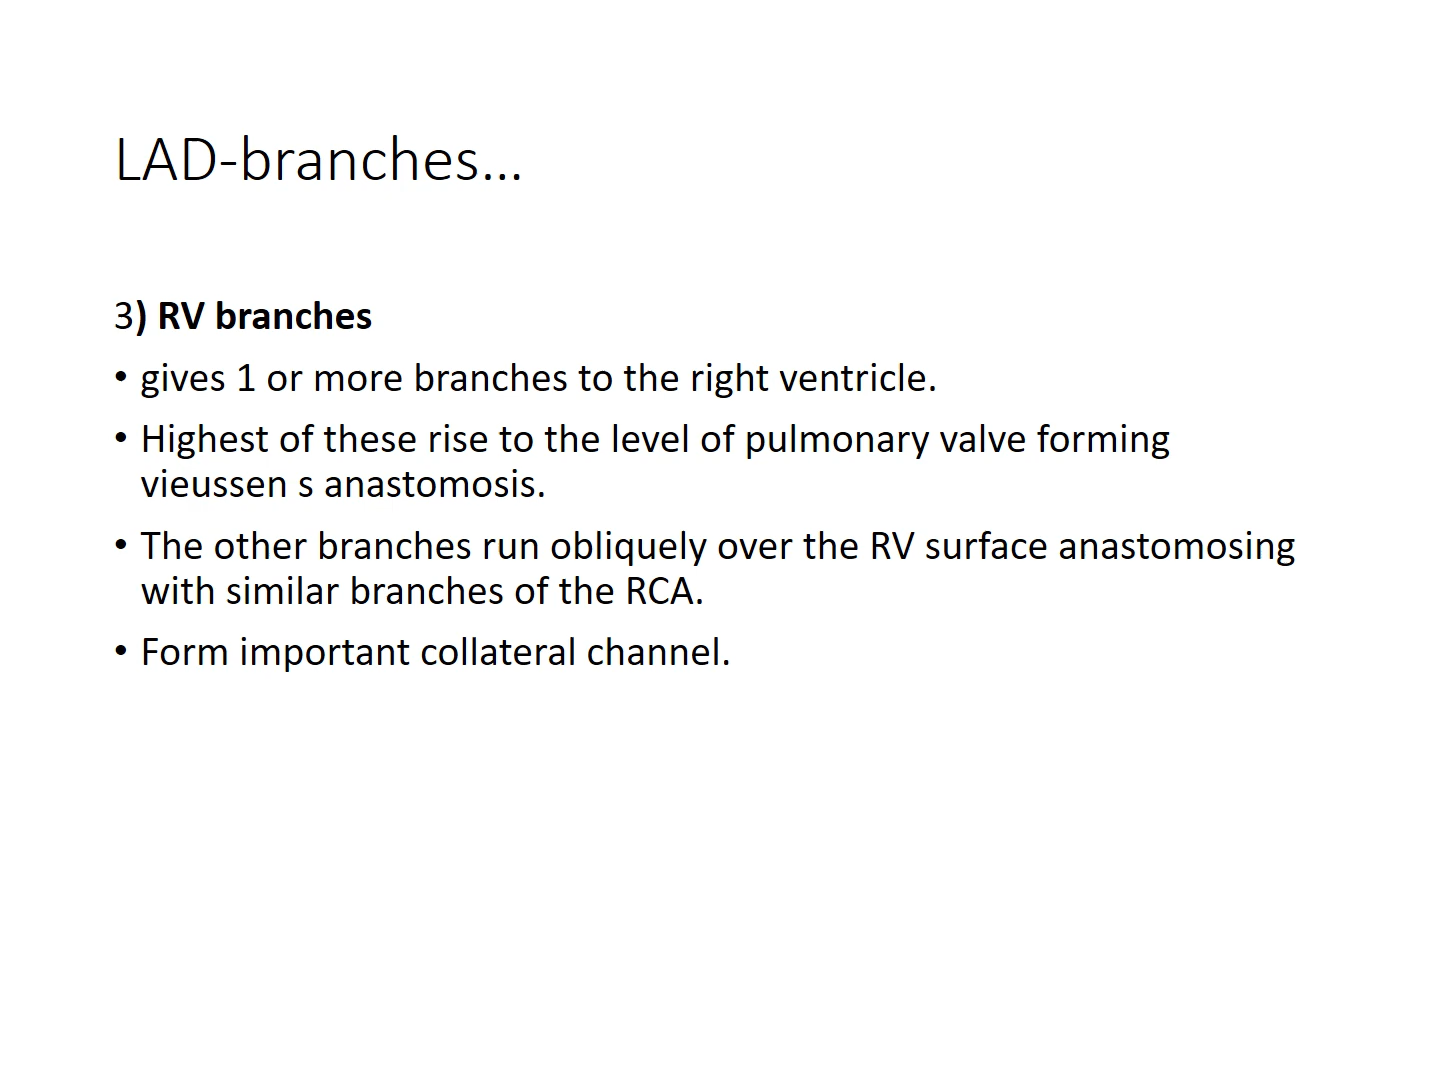 LAD-branches...
3) RV branches
• gives 1 or more branches to the right ventricle.
• Highest of these rise to the level of pulmonary valve forming
vieussen s anastomosis.
• The other branches run obliquely over the RV surface anastomosing
with similar branches of the RCA.
• Form important collateral channel.